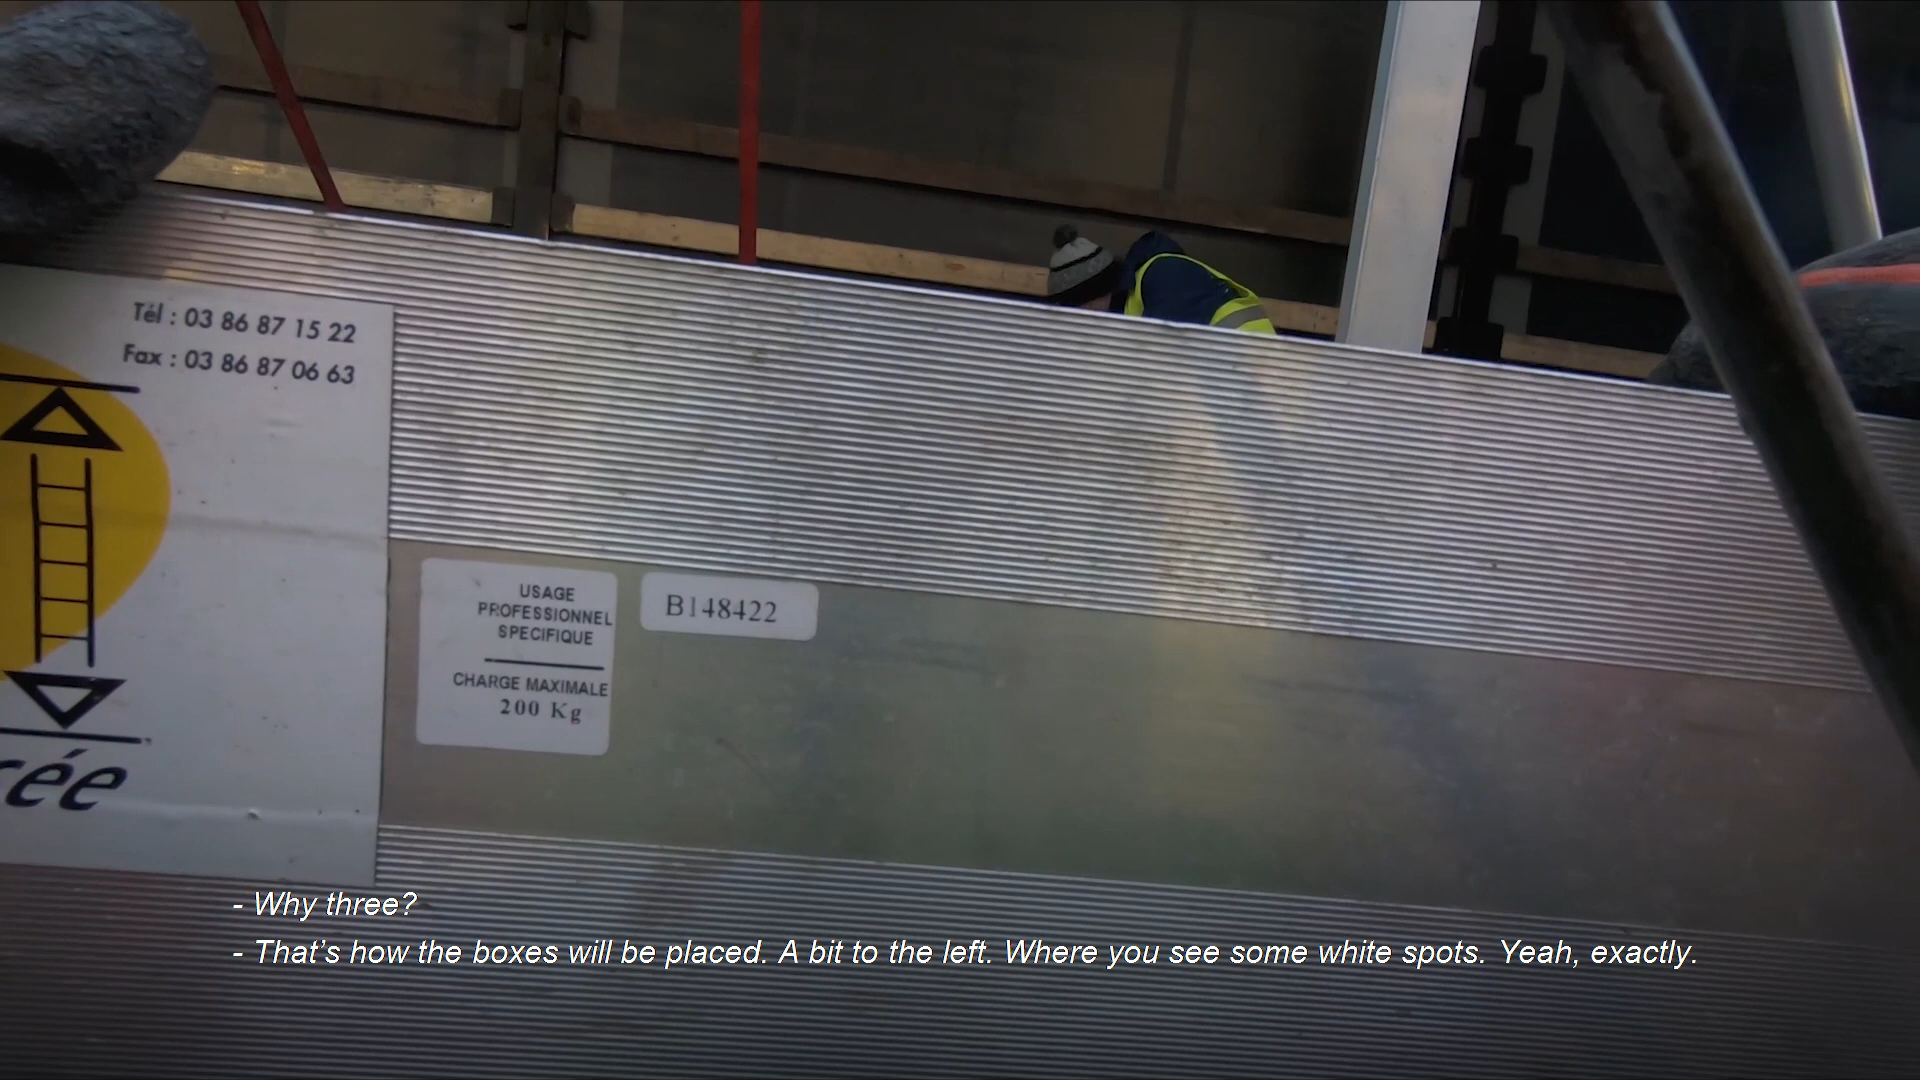 Tél : 03 86 87 15 22
Fax : 03 86 87 06 63
ée
USAGE
PROFESSIONNEL
SPECIFIQUE
CHARGE MAXIMALE
200 Kg
B148422
- Why three?
- That's how the boxes will be placed. A bit to the left. Where you see some white spots. Yeah, exactly.